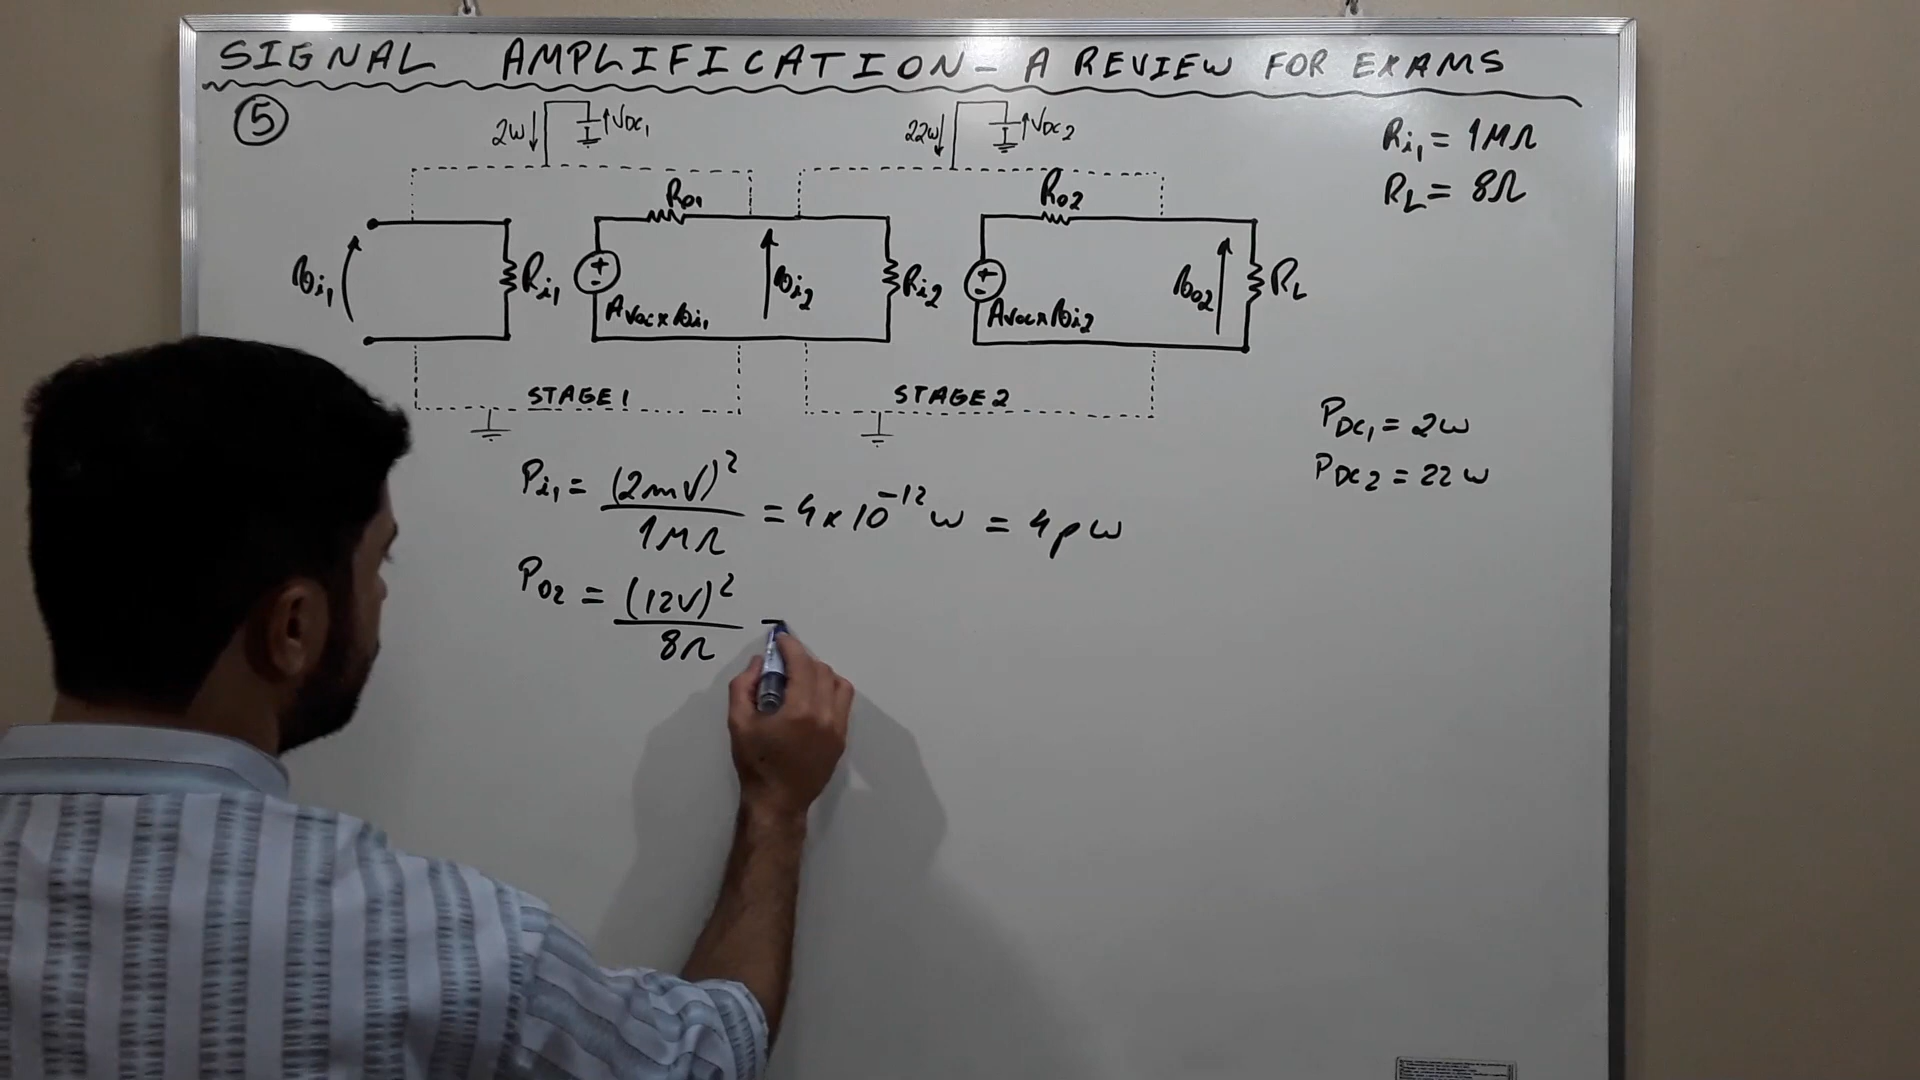 SIGNAL AMPLIFICATION - A REVIEW FOR EXAMS
5
2W VDC1 22W VDC2
Ri1 = 1MΩ
RL = 8Ω
Ro1 Ro2
vi1 Ri1 + - Avoc x vi1 vi2 Ri2 + - Avoc x vi2 vo2 RL
STAGE 1 STAGE 2
PDC1 = 2W
PDC2 = 22W
Pi1 = (2mV)² / 1MΩ = 4 x 10⁻¹² W = 4pW
Po2 = (12V)² / 8Ω =